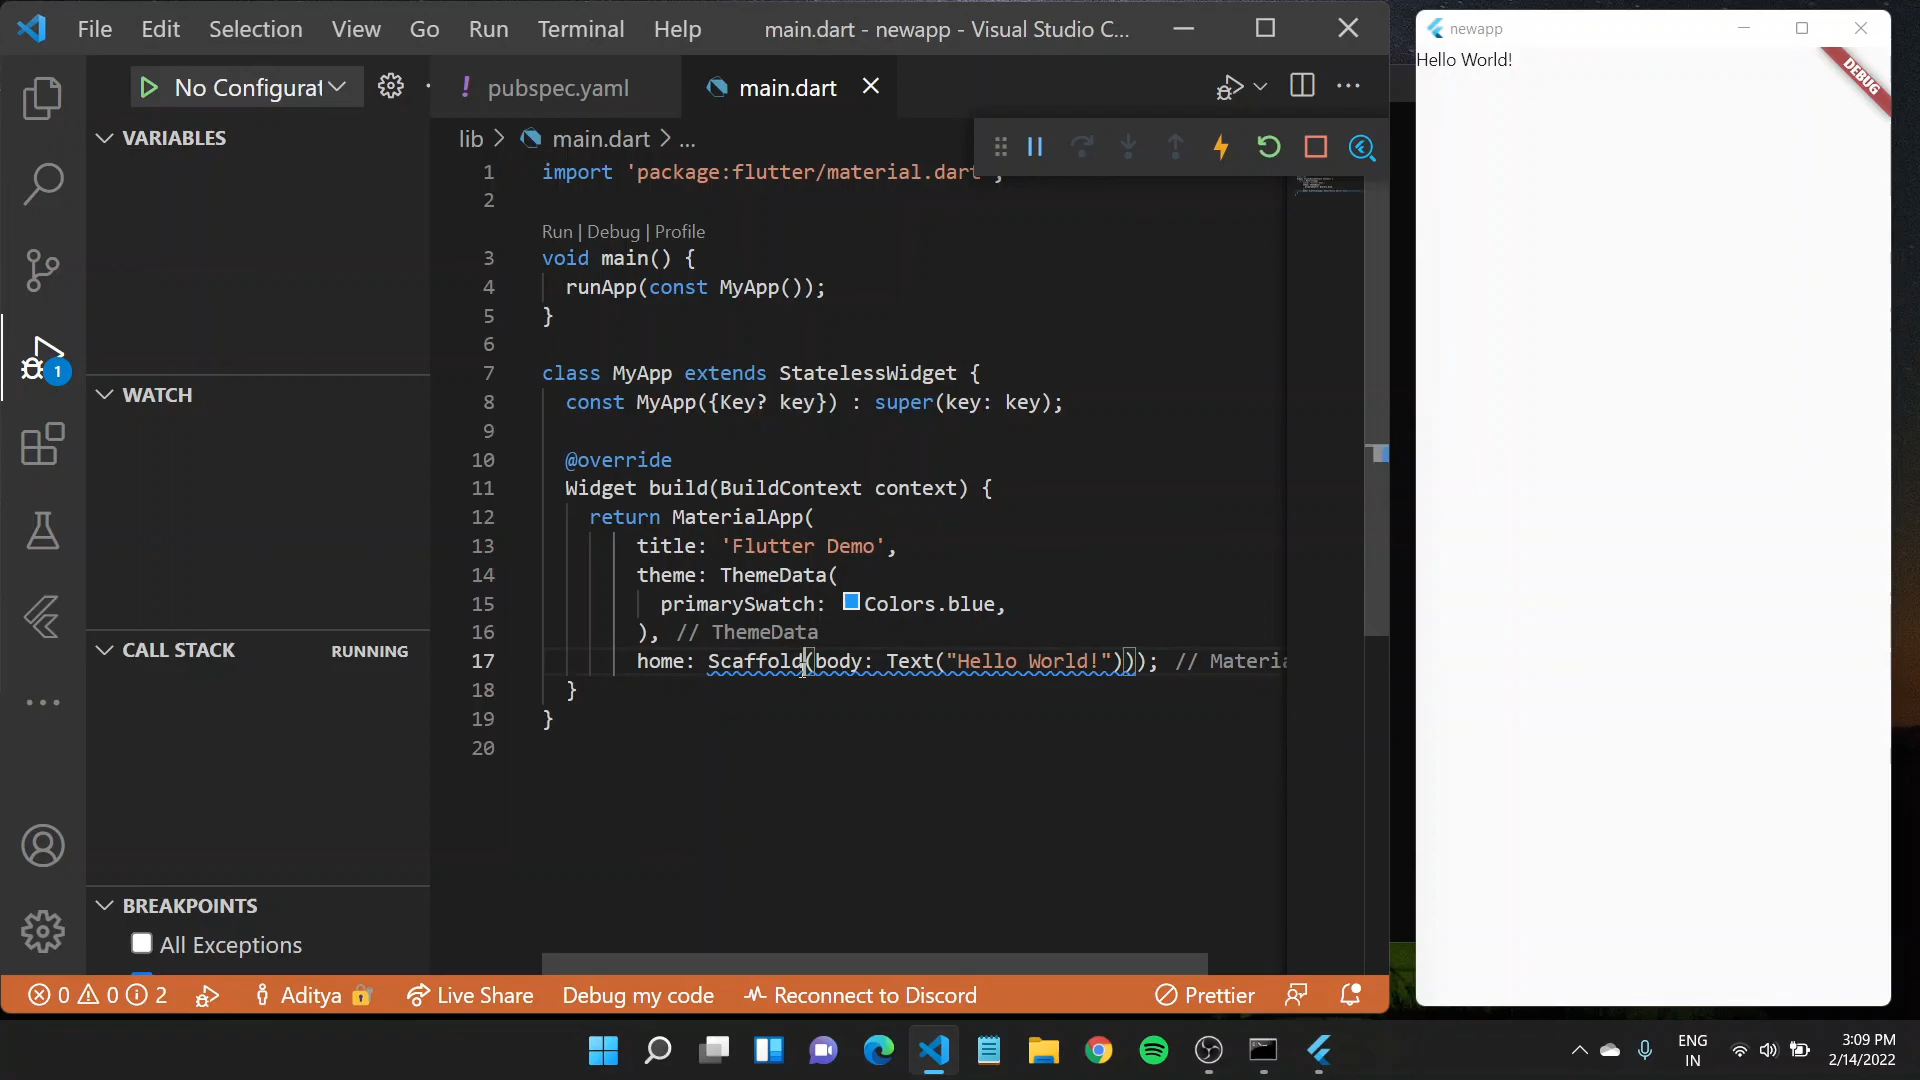 File Edit Selection View Go Run Terminal Help main.dart - newapp - Visual Studio C...
No Configurat
pubspec.yaml
main.dart
lib > main.dart > ...
VARIABLES
WATCH
CALL STACK RUNNING
BREAKPOINTS
All Exceptions
1 import 'package:flutter/material.dart';
2
Run | Debug | Profile
3 void main() {
4 runApp(const MyApp());
5 }
6
7 class MyApp extends StatelessWidget {
8 const MyApp({Key? key}) : super(key: key);
9
10 @override
11 Widget build(BuildContext context) {
12 return MaterialApp(
13 title: 'Flutter Demo',
14 theme: ThemeData(
15 primarySwatch: Colors.blue,
16 ), // ThemeData
17 home: Scaffold(body: Text("Hello World!"))); // Materia
18 }
19 }
20
1
0 0 2 Aditya Live Share Debug my code Reconnect to Discord Prettier
newapp
Hello World!
DEBUG
ENG
IN
3:09 PM
2/14/2022